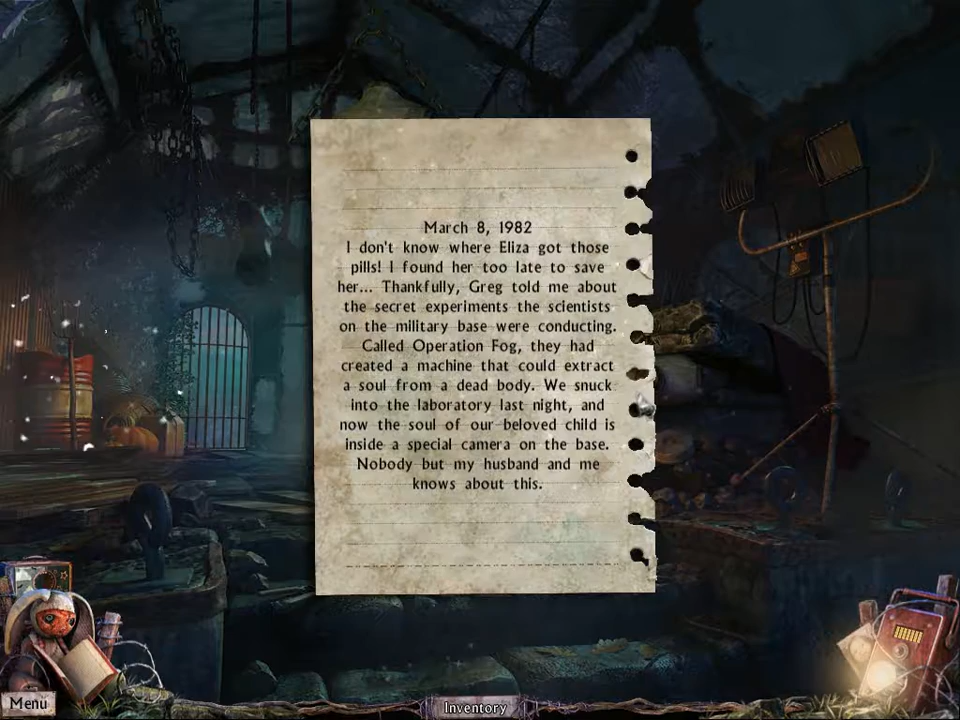 March 8, 1982
I don't know where Eliza got those
pills! I found her too late to save
her... Thankfully, Greg told me about
the secret experiments the scientists
on the military base were conducting.
Called Operation Fog, they had
created a machine that could extract
a soul from a dead body. We snuck
into the laboratory last night, and
now the soul of our beloved child is
inside a special camera on the base.
Nobody but my husband and me
knows about this.
Menu
Inventory